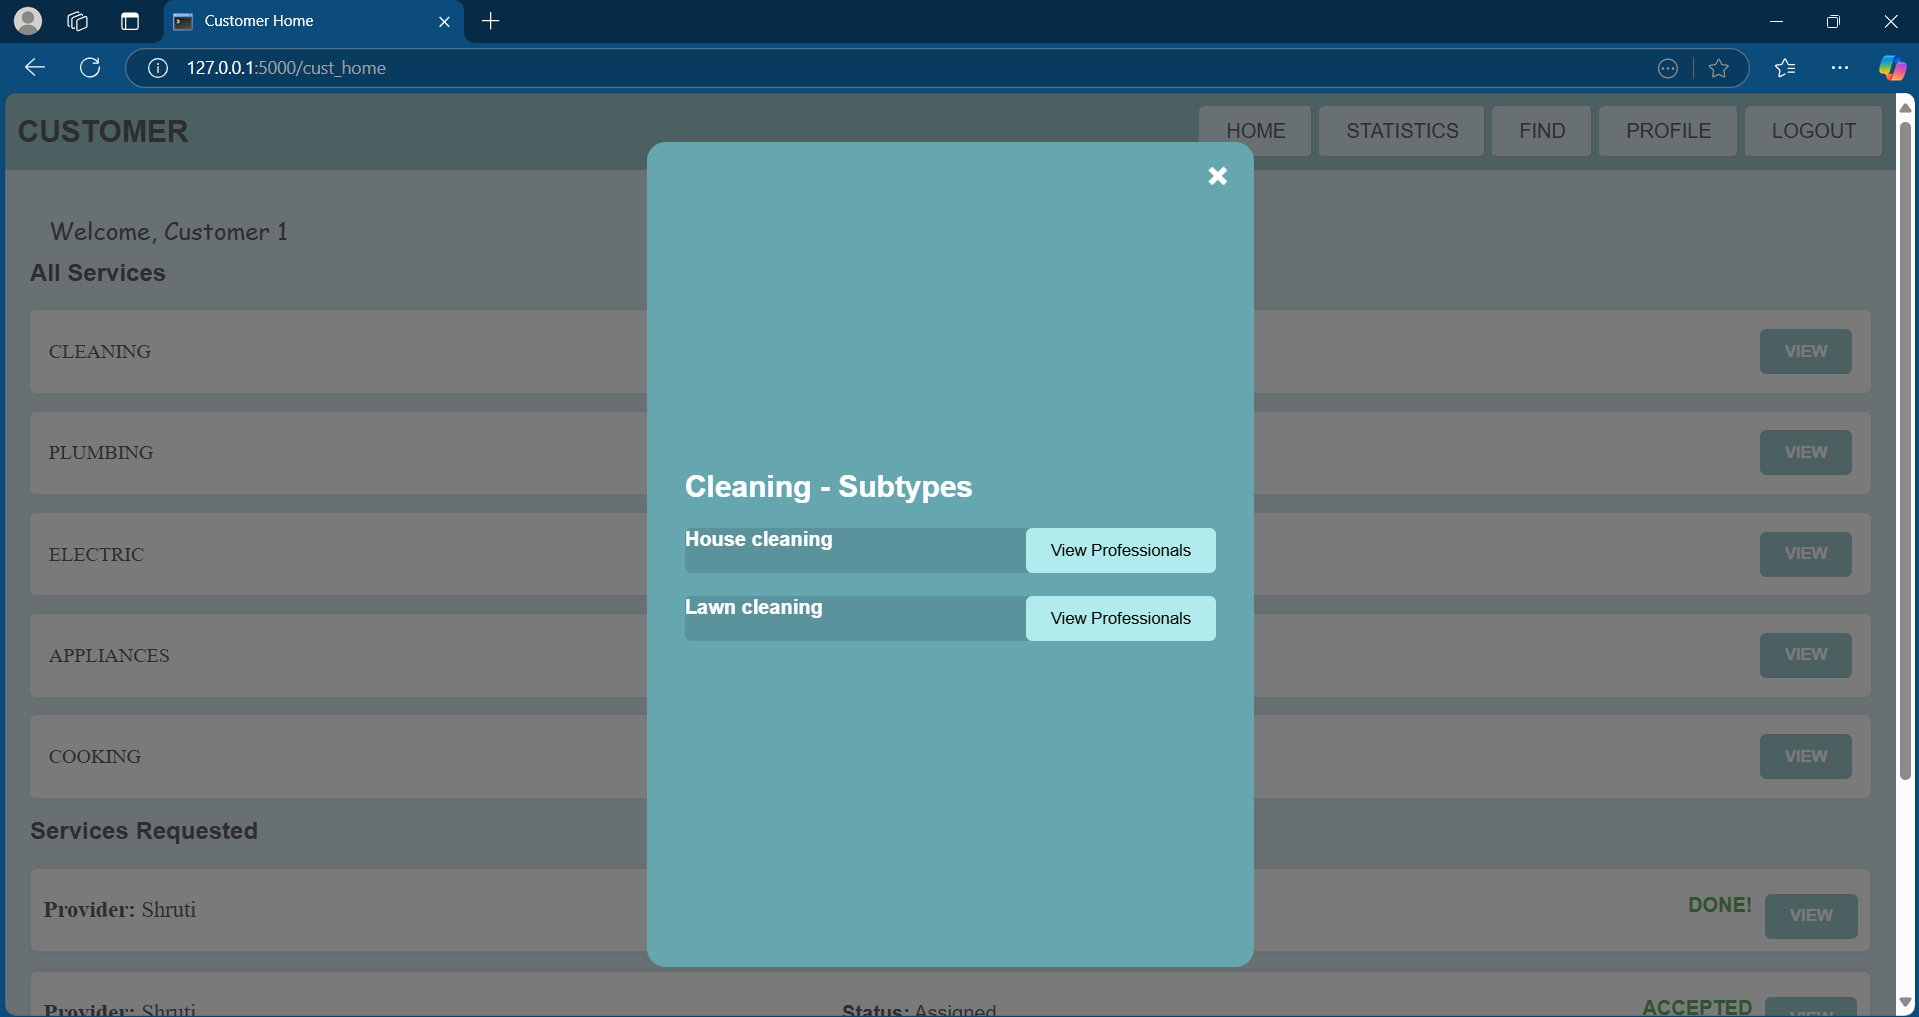 Customer Home
127.0.0.1:5000/cust_home
CUSTOMER
HOME
STATISTICS
FIND
PROFILE
LOGOUT
Welcome, Customer 1
All Services
CLEANING
VIEW
PLUMBING
VIEW
ELECTRIC
VIEW
APPLIANCES
VIEW
COOKING
VIEW
Cleaning - Subtypes
House cleaning
View Professionals
Lawn cleaning
View Professionals
Services Requested
Provider: Shruti
DONE!
VIEW
Provider: Shruti
Status: Assigned
ACCEPTED
VIEW